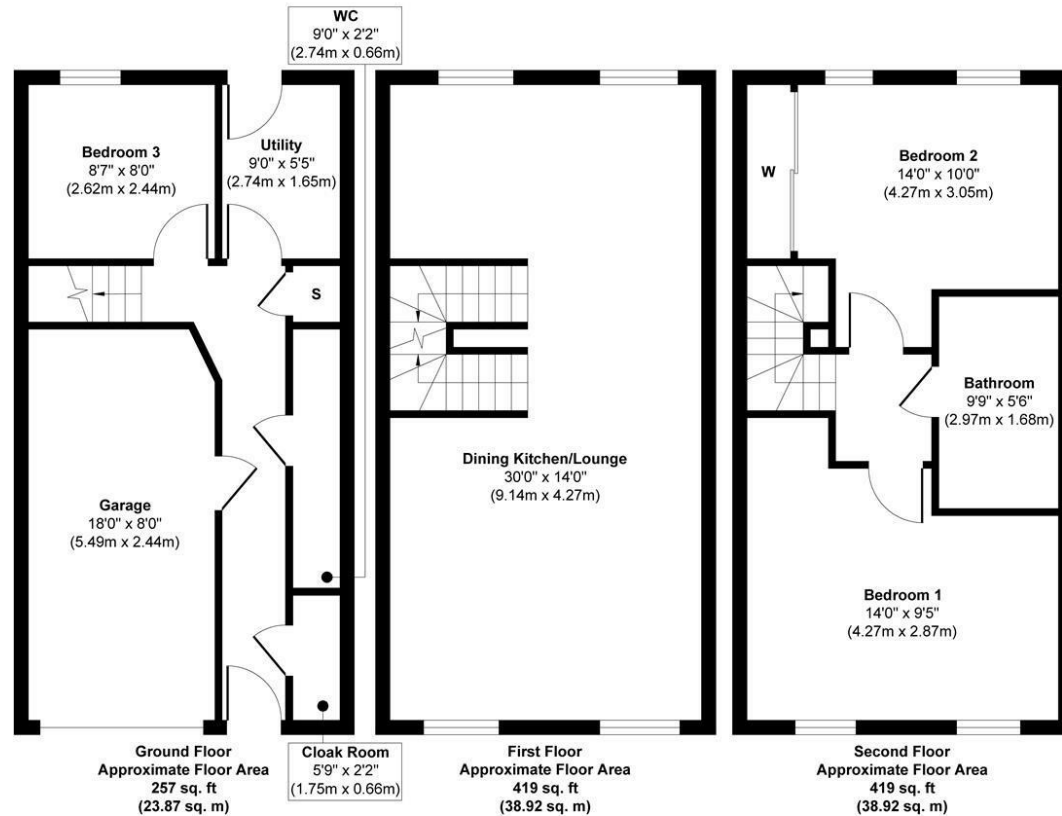 WC
9'0" x 2'2"
(2.74m x 0.66m)
Bedroom 3
8'7" x 8'0"
(2.62m x 2.44m)
Utility
9'0" x 5'5"
(2.74m x 1.65m)
S
Garage
18'0" x 8'0"
(5.49m x 2.44m)
Cloak Room
5'9" x 2'2"
(1.75m x 0.66m)
Ground Floor
Approximate Floor Area
257 sq. ft
(23.87 sq. m)
Dining Kitchen/Lounge
30'0" x 14'0"
(9.14m x 4.27m)
First Floor
Approximate Floor Area
419 sq. ft
(38.92 sq. m)
W
Bedroom 2
14'0" x 10'0"
(4.27m x 3.05m)
Bathroom
9'9" x 5'6"
(2.97m x 1.68m)
Bedroom 1
14'0" x 9'5"
(4.27m x 2.87m)
Second Floor
Approximate Floor Area
419 sq. ft
(38.92 sq. m)